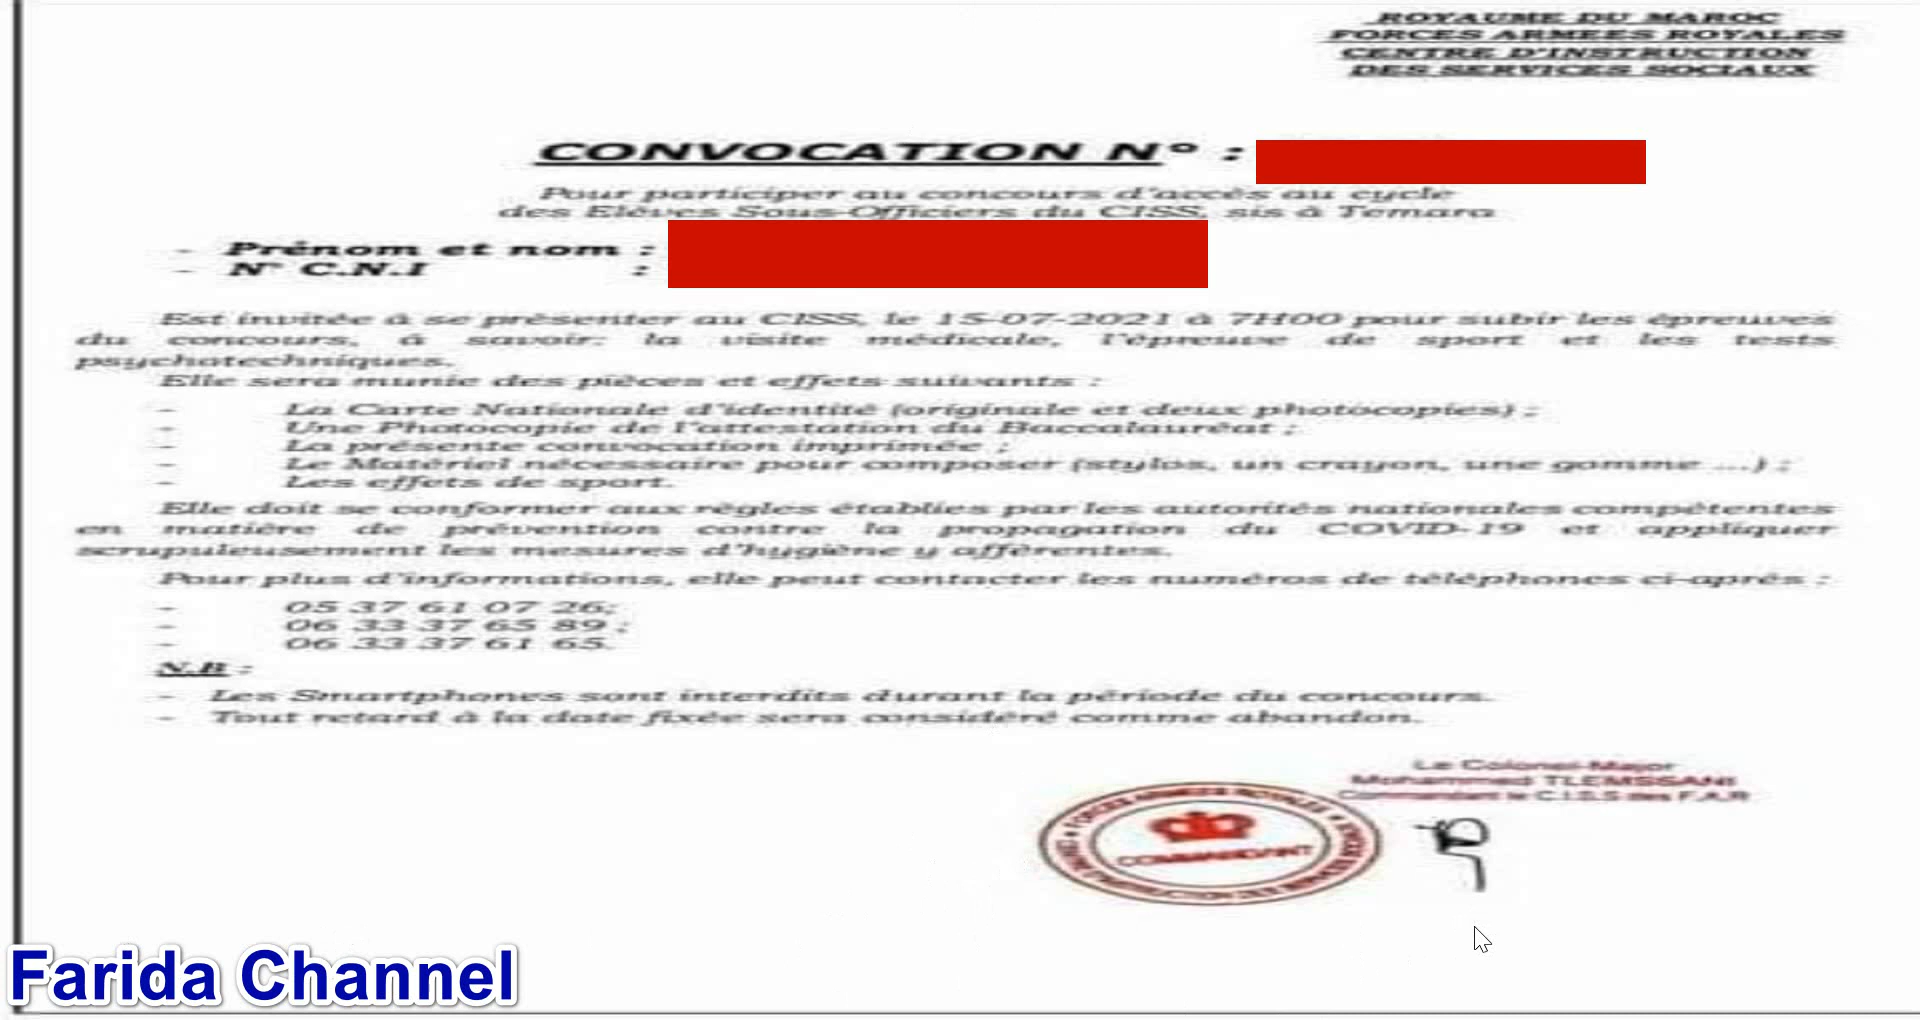 ROYAUME DU MAROC
FORCES ARMEES ROYALES
CENTRE D'INSTRUCTION
DES SERVICES SOCIAUX
CONVOCATION N° :
Pour participer au concours d'accès au cycle
des Elèves Sous-Officiers du CISS, sis à Temara
- Prénom et nom :
- N° C.N.I :
Est invitée à se présenter au CISS, le 15-07-2021 à 7H00 pour subir les épreuves
du concours, à savoir: la visite médicale, l'épreuve de sport et les tests
psychotechniques.
Elle sera munie des pièces et effets suivants :
- La Carte Nationale d'identité (originale et deux photocopies) ;
- Une Photocopie de l'attestation du Baccalauréat ;
- La présente convocation imprimée ;
- Le Matériel nécessaire pour composer (stylos, un crayon, une gomme ...) ;
- Les effets de sport.
Elle doit se conformer aux règles établies par les autorités nationales compétentes
en matière de prévention contre la propagation du COVID-19 et appliquer
scrupuleusement les mesures d'hygiène y afférentes.
Pour plus d'informations, elle peut contacter les numéros de téléphones ci-après :
- 05 37 61 07 26;
- 06 33 37 65 89 ;
- 06 33 37 61 65.
N.B :
- Les Smartphones sont interdits durant la période du concours.
- Tout retard à la date fixée sera considéré comme abandon.
Le Colonel-Major
Mohammed TLEMSSANI
Commandant le C.I.S.S des F.A.R
FORCES ARMEES ROYALES
COMMANDANT
Farida Channel